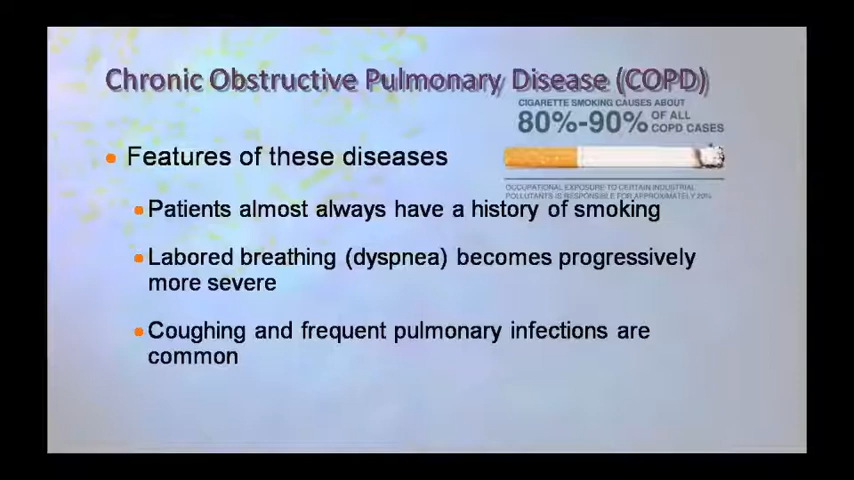 Chronic Obstructive Pulmonary Disease (COPD)
CIGARETTE SMOKING CAUSES ABOUT
80%-90% OF ALL COPD CASES
OCCUPATIONAL EXPOSURE TO CERTAIN INDUSTRIAL
POLLUTANTS IS RESPONSIBLE FOR APPROXIMATELY 20%
Features of these diseases
Patients almost always have a history of smoking
Labored breathing (dyspnea) becomes progressively
more severe
Coughing and frequent pulmonary infections are
common